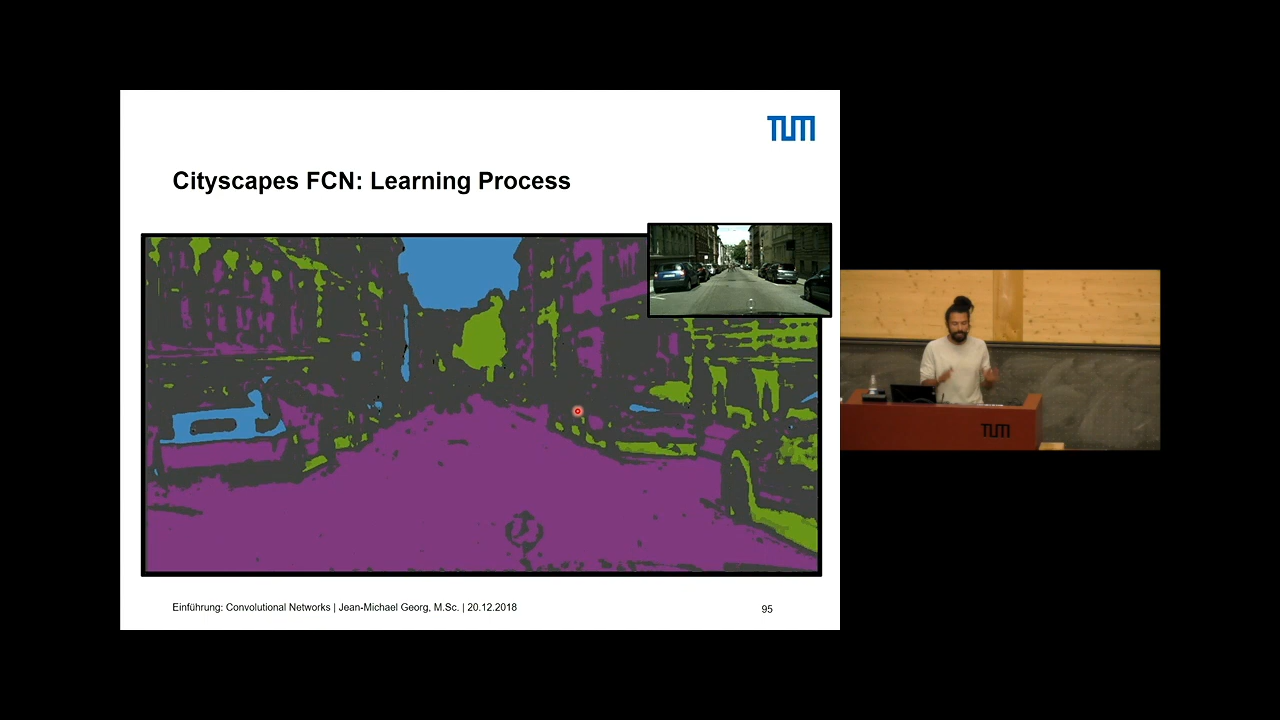 TUM
Cityscapes FCN: Learning Process
TUM
Einführung: Convolutional Networks | Jean-Michael Georg, M.Sc. | 20.12.2018
95